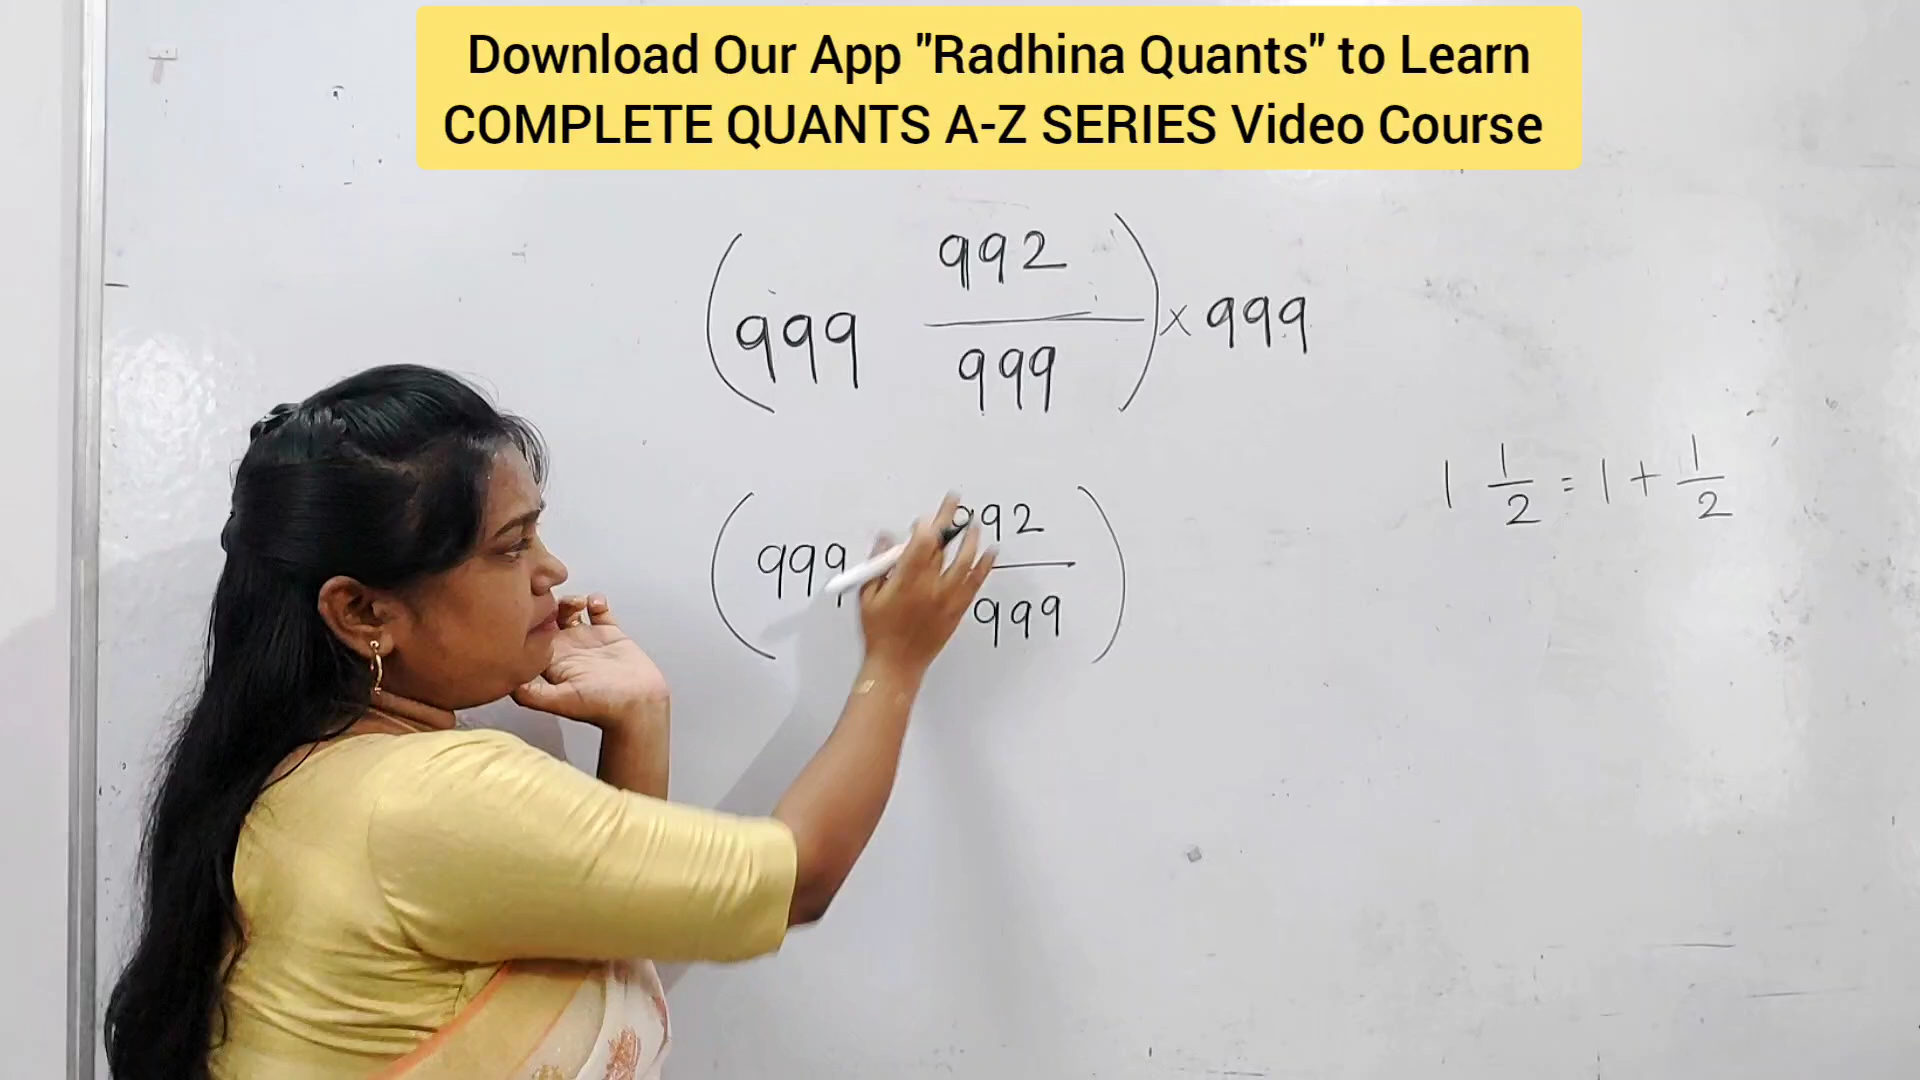 Download Our App "Radhina Quants" to Learn
COMPLETE QUANTS A-Z SERIES Video Course
(999 992/999) × 999
1 1/2 = 1 + 1/2
(999 992/999)